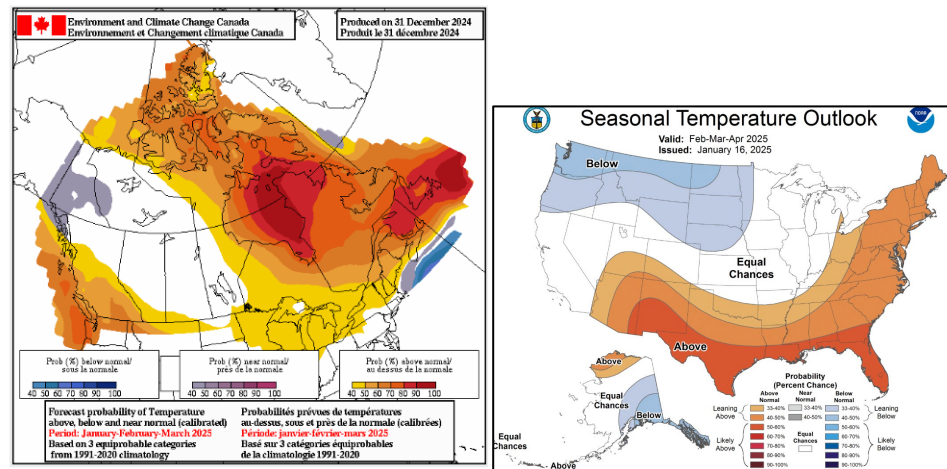 Environment and Climate Change Canada
Environnement et Changement climatique Canada
Produced on 31 December 2024
Produit le 31 décembre 2024
Prob (%) below normal/
sous la normale
40 50 60 70 80 90 100
Prob (%) near normal/
près de la normale
40 50 60 70 80 90 100
Prob (%) above normal/
au dessus de la normale
40 50 60 70 80 90 100
Forecast probability of Temperature
above, below and near normal (calibrated)
Period: January-February-March 2025
Based on 3 equiprobable categories
from 1991-2020 climatology
Probabilités prévues de températures
au-dessus, sous et près de la normale (calibrées)
Période: janvier-février-mars 2025
Basé sur 3 catégories équiprobables
de la climatologie 1991-2020
Seasonal Temperature Outlook
Valid: Feb-Mar-Apr 2025
Issued: January 16, 2025
Below
Equal
Chances
Above
Above
Equal
Chances
Below
Equal
Chances
Above
Probability
(Percent Chance)
Above
Normal
Near
Normal
Below
Normal
Leaning
Above
33-40%
40-50%
33-40%
40-50%
33-40%
40-50%
Leaning
Below
Likely
Above
50-60%
60-70%
70-80%
80-90%
90-100%
Equal
Chances
50-60%
60-70%
70-80%
80-90%
90-100%
Likely
Below